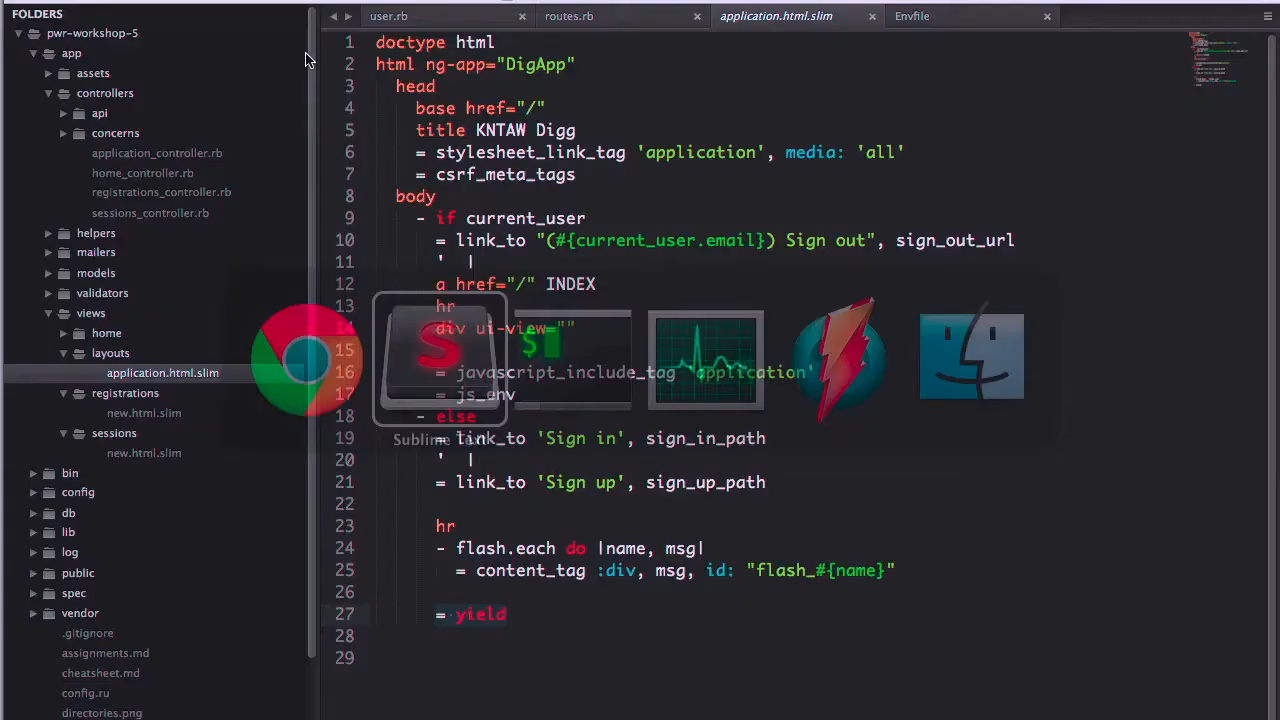 FOLDERS
pwr-workshop-5
app
assets
controllers
api
concerns
application_controller.rb
home_controller.rb
registrations_controller.rb
sessions_controller.rb
helpers
mailers
models
validators
views
home
layouts
application.html.slim
registrations
new.html.slim
sessions
new.html.slim
bin
config
db
lib
log
public
spec
vendor
.gitignore
assignments.md
cheatsheet.md
config.ru
directories.png
user.rb
routes.rb
application.html.slim
Envfile
1 doctype html
2 html ng-app="DigApp"
3 head
4 base href="/"
5 title KNTAW Digg
6 = stylesheet_link_tag 'application', media: 'all'
7 = csrf_meta_tags
8 body
9 - if current_user
10 = link_to "(#{current_user.email}) Sign out", sign_out_url
11 ' |
12 a href="/" INDEX
13 hr
14 div ui-view=""
15
16 = javascript_include_tag 'application'
17 = js_env
18 - else
19 = link_to 'Sign in', sign_in_path
20 ' |
21 = link_to 'Sign up', sign_up_path
22
23 hr
24 - flash.each do |name, msg|
25 = content_tag :div, msg, id: "flash_#{name}"
26
27 = yield
28
29
S
$
Sublime Text